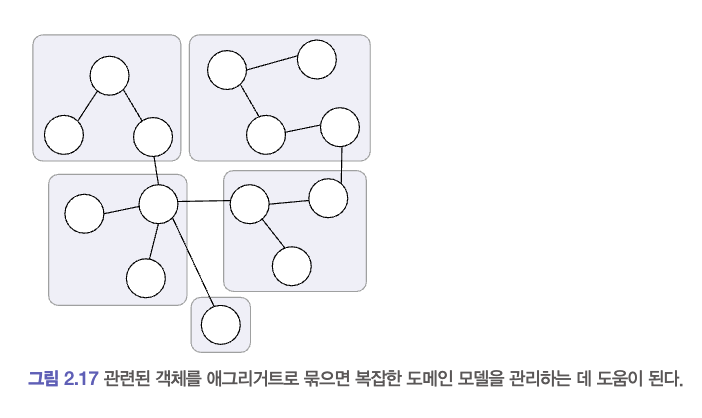 그림 2.17 관련된 객체를 애그리거트로 묶으면 복잡한 도메인 모델을 관리하는 데 도움이 된다.